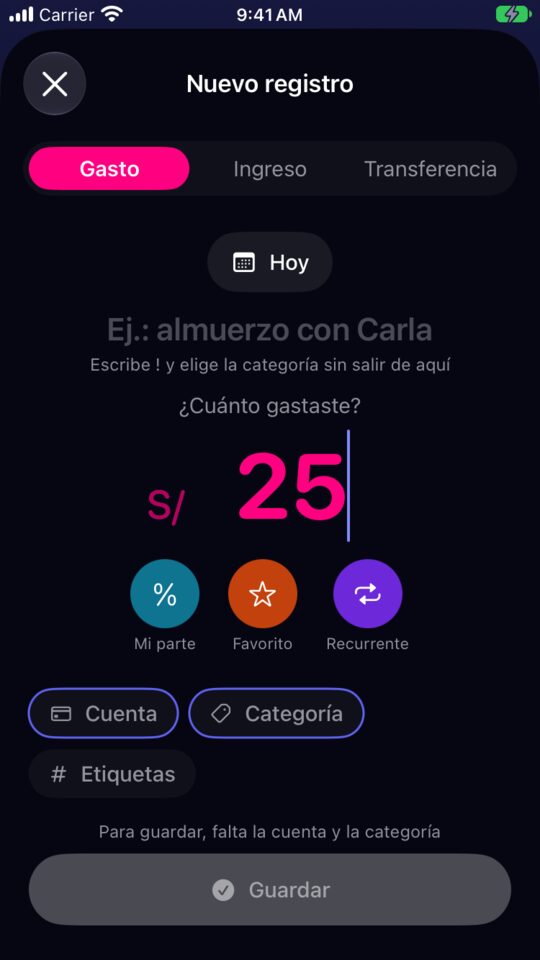 Carrier 9:41 AM
Nuevo registro
Gasto Ingreso Transferencia
Hoy
Ej.: almuerzo con Carla
Escribe ! y elige la categoría sin salir de aquí
¿Cuánto gastaste?
S/ 25
%
Mi parte Favorito Recurrente
Cuenta Categoría
# Etiquetas
Para guardar, falta la cuenta y la categoría
Guardar